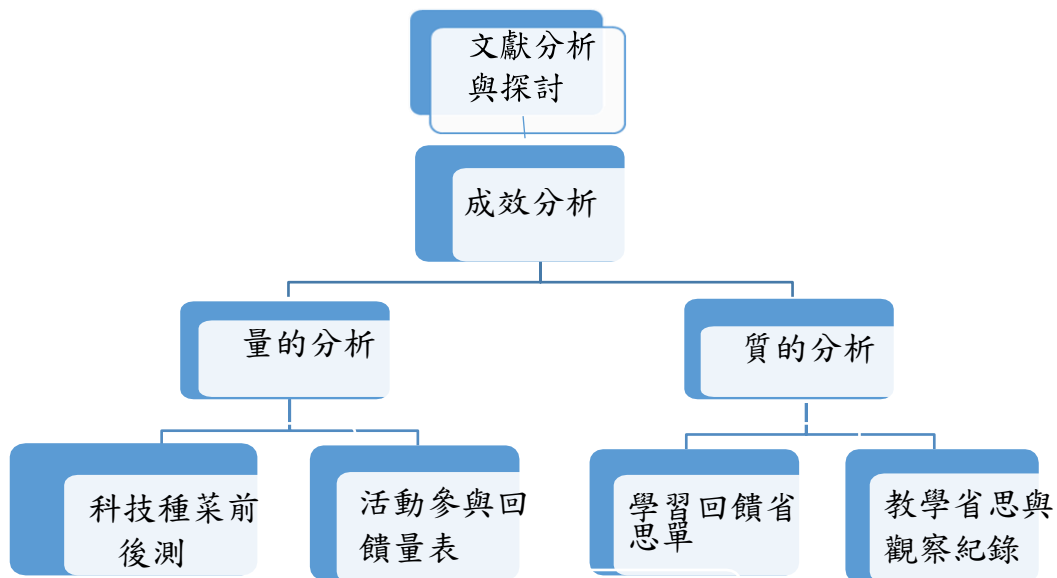 文獻分析
與探討
成效分析
量的分析
質的分析
科技種菜前
後測
活動參與回
饋量表
學習回饋省
思單
教學省思與
觀察紀錄